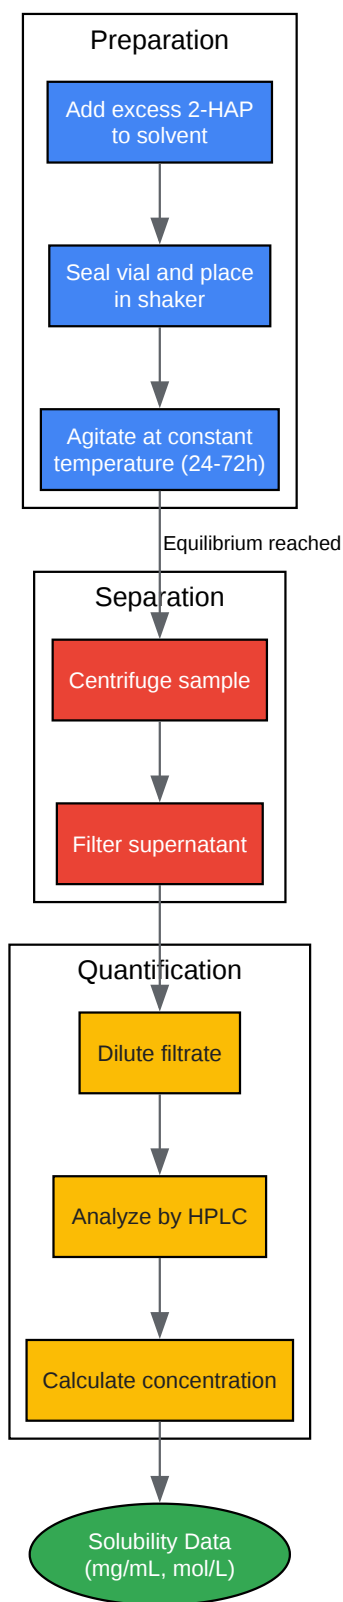 Preparation
Add excess 2-HAP
to solvent
Seal vial and place
in shaker
Agitate at constant
temperature (24-72h)
Equilibrium reached
Separation
Centrifuge sample
Filter supernatant
Quantification
Dilute filtrate
Analyze by HPLC
Calculate concentration
Solubility Data
(mg/mL, mol/L)